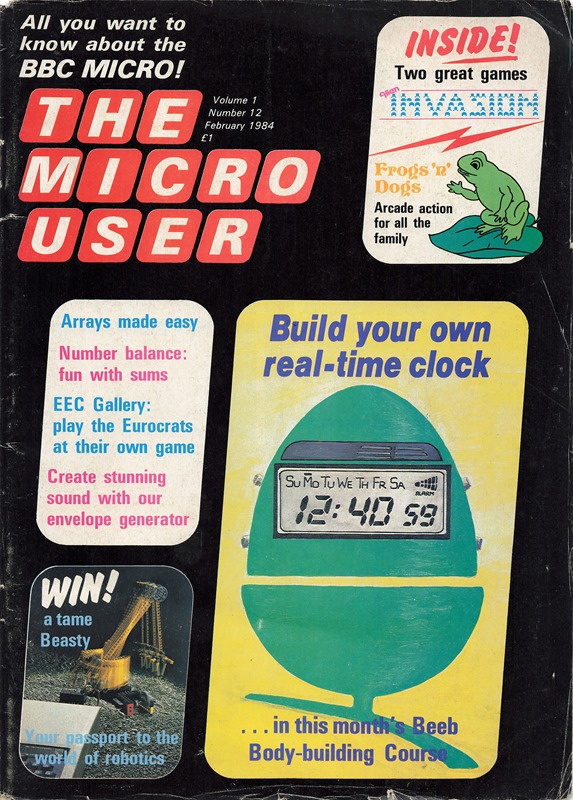 All you want to
know about the
BBC MICRO!
THE
MICRO
USER
Volume 1
Number 12
February 1984
£1
INSIDE!
Two great games
Alien
INVASION
Frogs 'n'
Dogs
Arcade action
for all the
family
Arrays made easy
Number balance:
fun with sums
EEC Gallery:
play the Eurocrats
at their own game
Create stunning
sound with our
envelope generator
Build your own
real-time clock
SU MO TU WE TH FR SA
ALARM
12:40 59
...in this month's Beeb
Body-building Course
WIN!
a tame
Beasty
Your passport to the
world of robotics